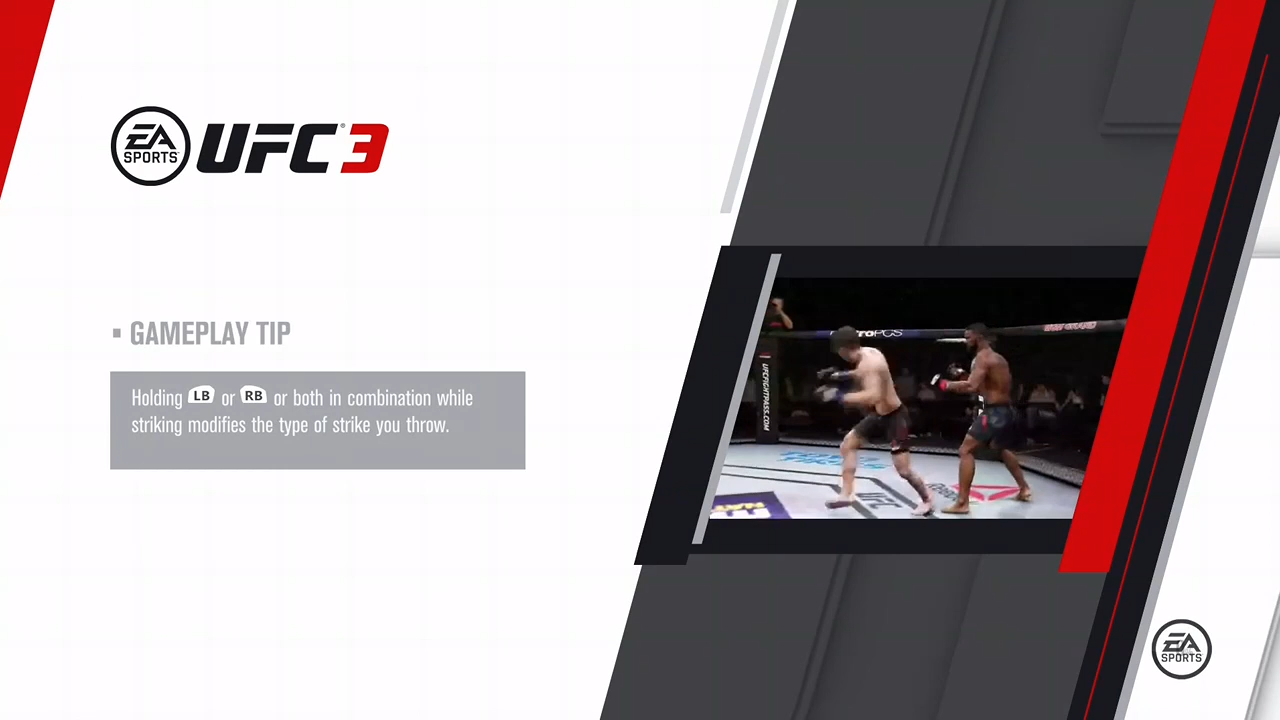 EA SPORTS
UFC® 3
GAMEPLAY TIP
Holding LB or RB or both in combination while
striking modifies the type of strike you throw.
UFCFIGHTPASS.COM
UFC
EA SPORTS